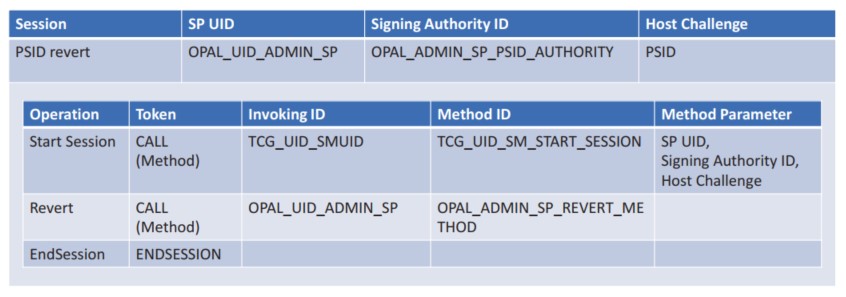 Session SP UID Signing Authority ID Host Challenge
PSID revert OPAL_UID_ADMIN_SP OPAL_ADMIN_SP_PSID_AUTHORITY PSID
Operation Token Invoking ID Method ID Method Parameter
Start Session CALL TCG_UID_SMUID TCG_UID_SM_START_SESSION SP UID,
(Method) Signing Authority ID,
Host Challenge
Revert CALL OPAL_UID_ADMIN_SP OPAL_ADMIN_SP_REVERT_ME
(Method) THOD
EndSession ENDSESSION